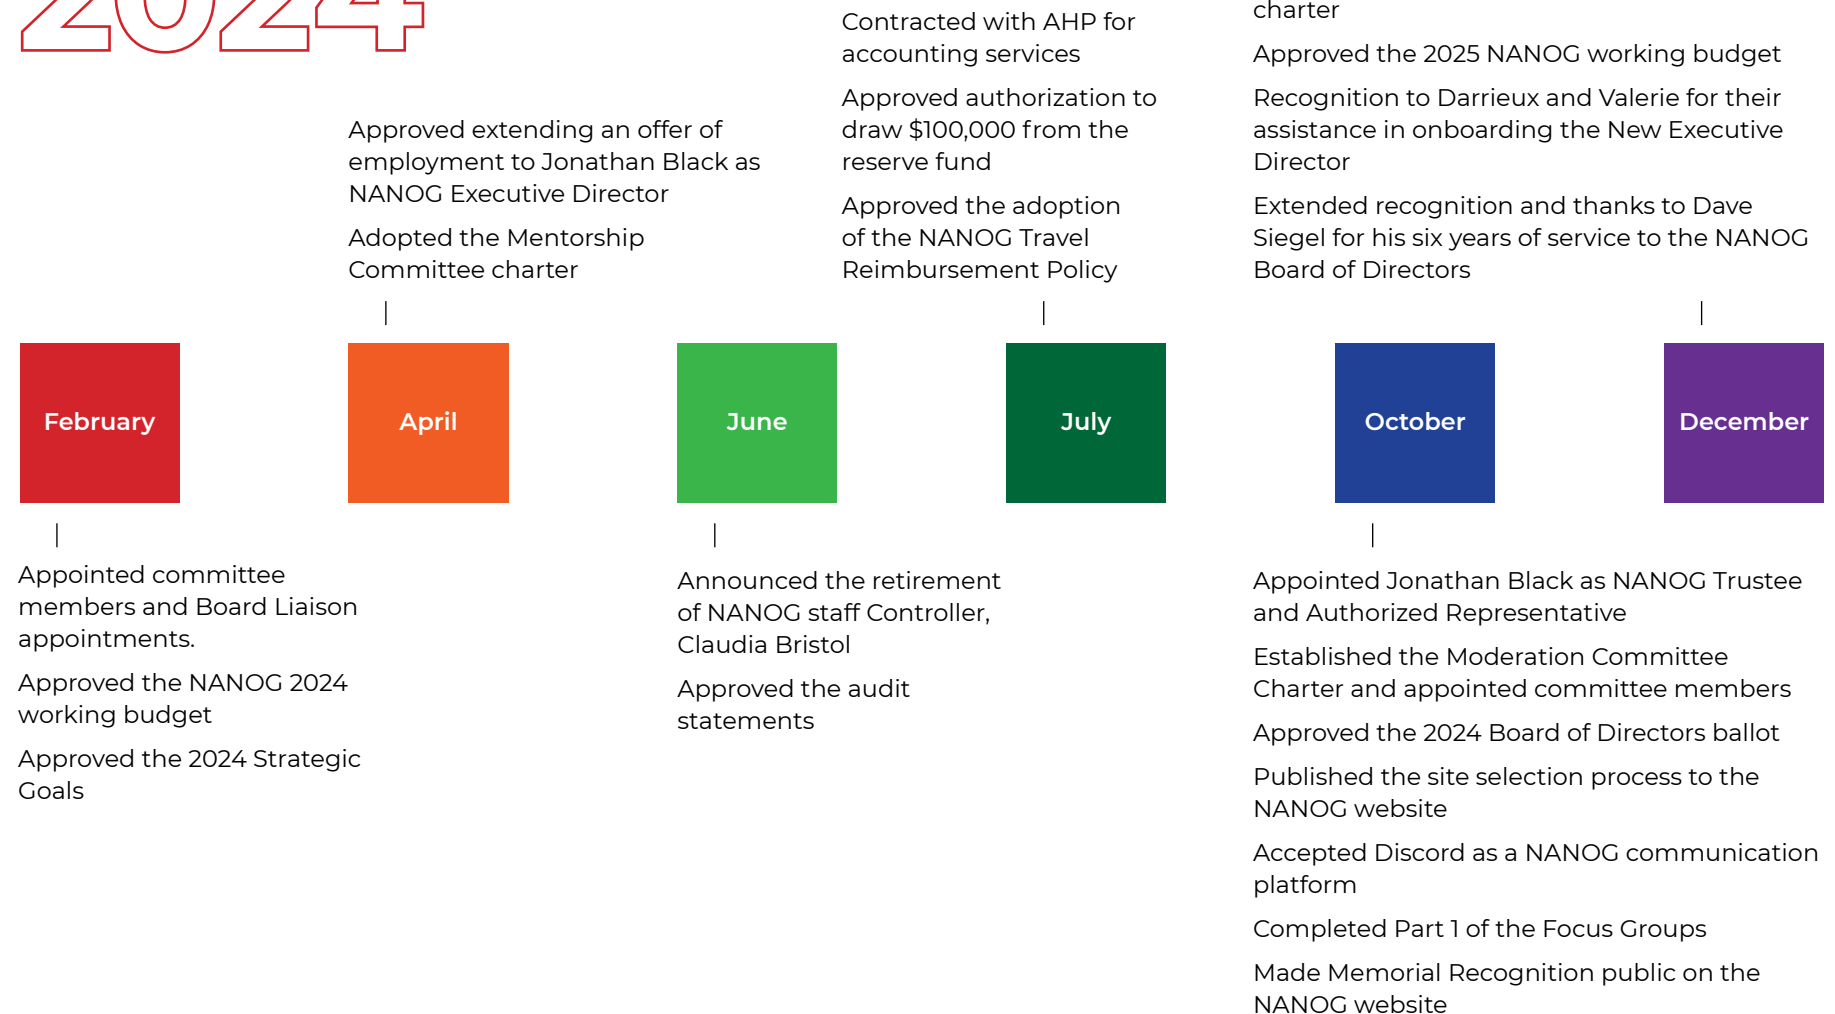 2024
Contracted with AHP for
accounting services
Approved authorization to
draw $100,000 from the
reserve fund
Approved the adoption
of the NANOG Travel
Reimbursement Policy
charter
Approved the 2025 NANOG working budget
Recognition to Darrieux and Valerie for their
assistance in onboarding the New Executive
Director
Extended recognition and thanks to Dave
Siegel for his six years of service to the NANOG
Board of Directors
Approved extending an offer of
employment to Jonathan Black as
NANOG Executive Director
Adopted the Mentorship
Committee charter
February
April
June
July
October
December
Appointed committee
members and Board Liaison
appointments.
Approved the NANOG 2024
working budget
Approved the 2024 Strategic
Goals
Announced the retirement
of NANOG staff Controller,
Claudia Bristol
Approved the audit
statements
Appointed Jonathan Black as NANOG Trustee
and Authorized Representative
Established the Moderation Committee
Charter and appointed committee members
Approved the 2024 Board of Directors ballot
Published the site selection process to the
NANOG website
Accepted Discord as a NANOG communication
platform
Completed Part 1 of the Focus Groups
Made Memorial Recognition public on the
NANOG website